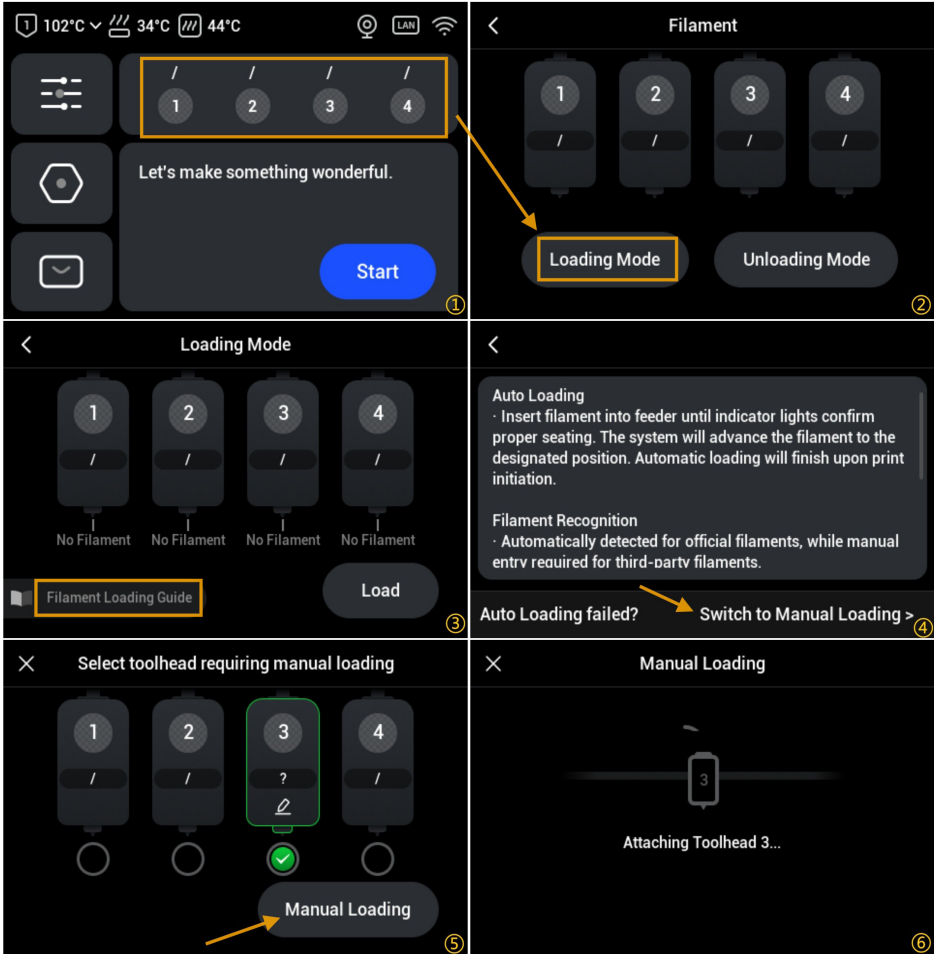 1 102°C 34°C 44°C LAN
/ / / /
1 2 3 4
Let's make something wonderful.
Start
①
Filament
1 2 3 4
/ / / /
Loading Mode Unloading Mode
②
Loading Mode
1 2 3 4
/ / / /
No Filament No Filament No Filament No Filament
Filament Loading Guide
Load
③
Auto Loading
· Insert filament into feeder until indicator lights confirm
proper seating. The system will advance the filament to the
designated position. Automatic loading will finish upon print
initiation.
Filament Recognition
· Automatically detected for official filaments, while manual
entry required for third-party filaments.
Auto Loading failed? Switch to Manual Loading >
④
Select toolhead requiring manual loading
1 2 3 4
/ / ? /
Manual Loading
⑤
Manual Loading
3
Attaching Toolhead 3...
⑥